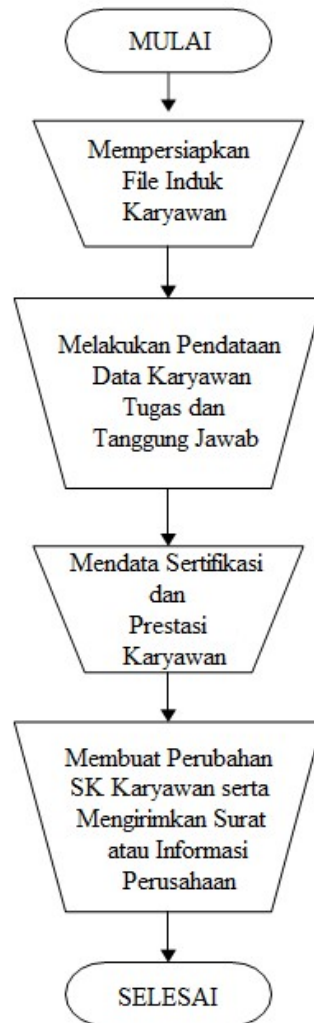 MULAI
Mempersiapkan
File Induk
Karyawan
Melakukan Pendataan
Data Karyawan
Tugas dan
Tanggung Jawab
Mendata Sertifikasi
dan
Prestasi
Karyawan
Membuat Perubahan
SK Karyawan serta
Mengirimkan Surat
atau Informasi
Perusahaan
SELESAI